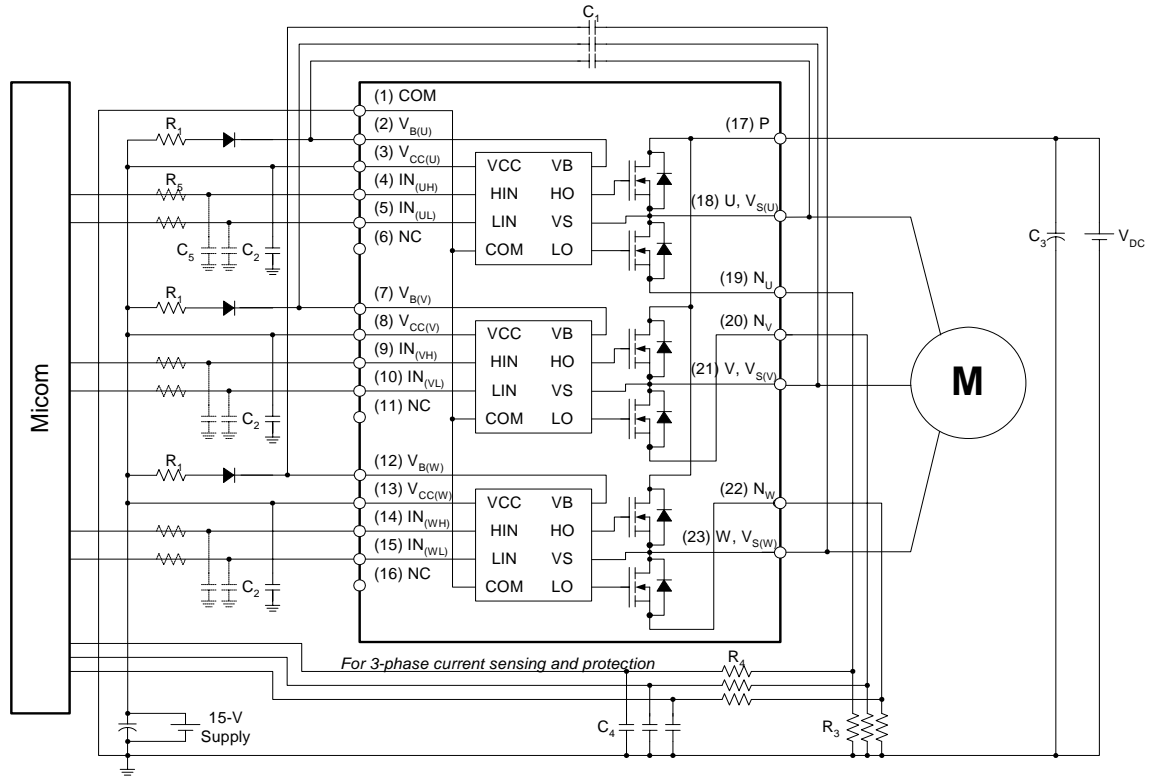 C1
Micom
(1) COM
R1
(2) VB(U)
(3) VCC(U)
R5
(4) IN(UH)
(5) IN(UL)
(6) NC
C5
C2
VCC VB
HIN HO
LIN VS
COM LO
(17) P
(18) U, VS(U)
(19) NU
C3
VDC
R1
(7) VB(V)
(8) VCC(V)
(9) IN(VH)
(10) IN(VL)
(11) NC
C2
VCC VB
HIN HO
LIN VS
COM LO
(20) NV
(21) V, VS(V)
M
R1
(12) VB(W)
(13) VCC(W)
(14) IN(WH)
(15) IN(WL)
(16) NC
C2
VCC VB
HIN HO
LIN VS
COM LO
(22) NW
(23) W, VS(W)
For 3-phase current sensing and protection
R4
15-V
Supply
C4
R3